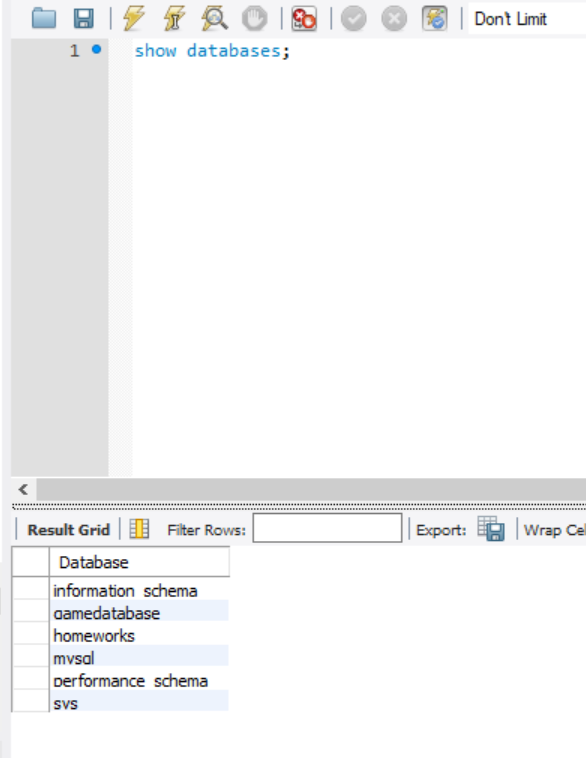 Don't Limit
1 show databases;
Result Grid Filter Rows: Export: Wrap Cel
Database
information_schema
gamedatabase
homeworks
mysql
performance_schema
sys